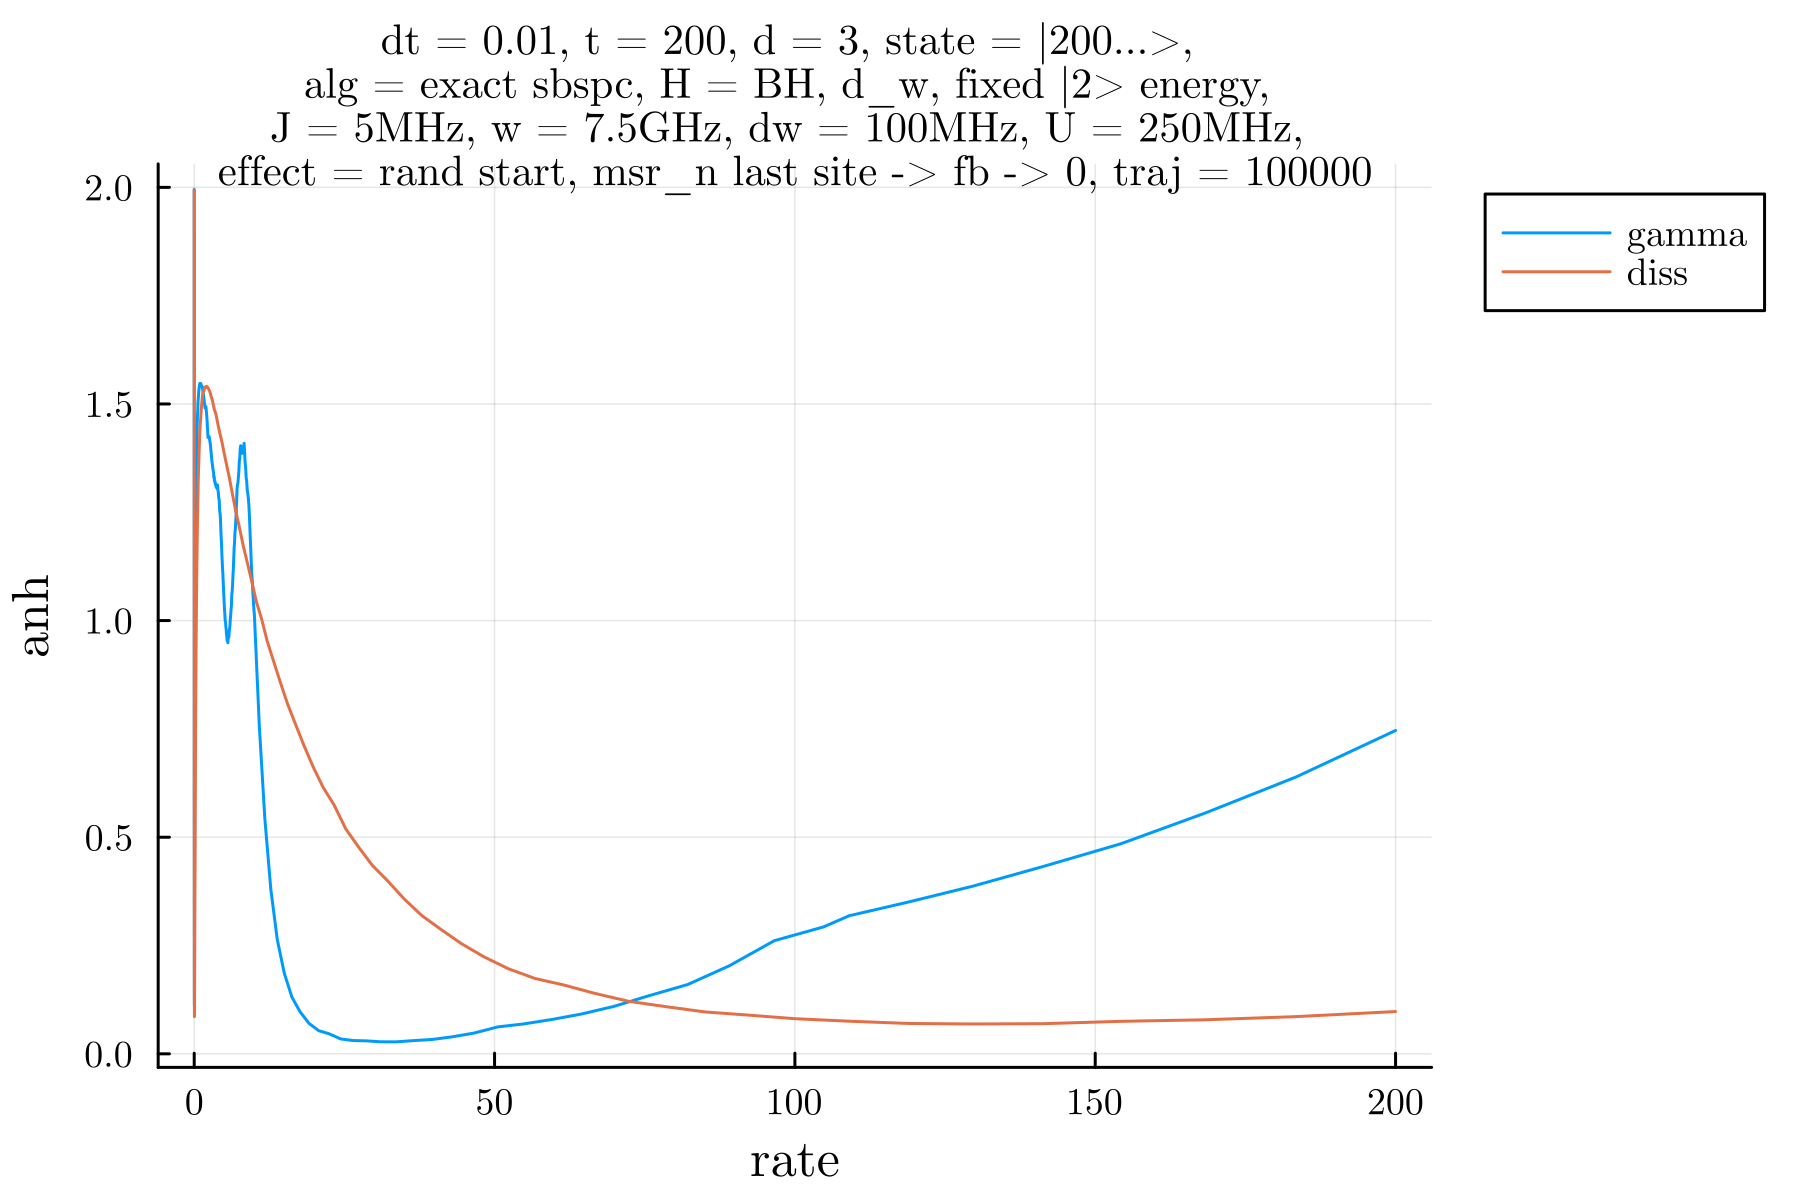 dt = 0.01, t = 200, d = 3, state = |200...>,
alg = exact sbspc, H = BH, d_w, fixed |2> energy,
J = 5MHz, w = 7.5GHz, dw = 100MHz, U = 250MHz,
effect = rand start, msr_n last site -> fb -> 0, traj = 100000
gamma
diss
anh
2.0
1.5
1.0
0.5
0.0
0
50
100
150
200
rate